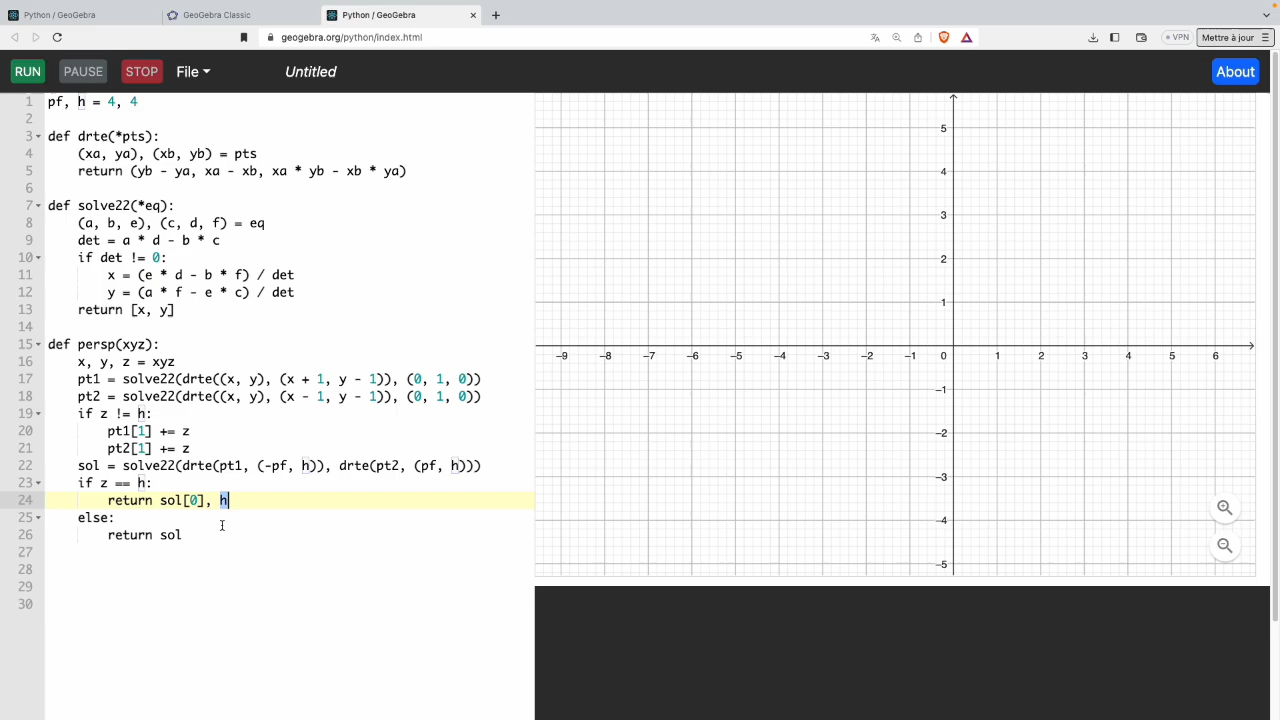 Python / GeoGebra
GeoGebra Classic
Python / GeoGebra
geogebra.org/python/index.html
VPN
Mettre à jour
RUN PAUSE STOP File Untitled About
1 pf, h = 4, 4
2
3 def drte(*pts):
4 (xa, ya), (xb, yb) = pts
5 return (yb - ya, xa - xb, xa * yb - xb * ya)
6
7 def solve22(*eq):
8 (a, b, e), (c, d, f) = eq
9 det = a * d - b * c
10 if det != 0:
11 x = (e * d - b * f) / det
12 y = (a * f - e * c) / det
13 return [x, y]
14
15 def persp(xyz):
16 x, y, z = xyz
17 pt1 = solve22(drte((x, y), (x + 1, y - 1)), (0, 1, 0))
18 pt2 = solve22(drte((x, y), (x - 1, y - 1)), (0, 1, 0))
19 if z != h:
20 pt1[1] += z
21 pt2[1] += z
22 sol = solve22(drte(pt1, (-pf, h)), drte(pt2, (pf, h)))
23 if z == h:
24 return sol[0], h
25 else:
26 return sol
27
28
29
30
5
4
3
2
1
−9 −8 −7 −6 −5 −4 −3 −2 −1 0 1 2 3 4 5 6
−1
−2
−3
−4
−5